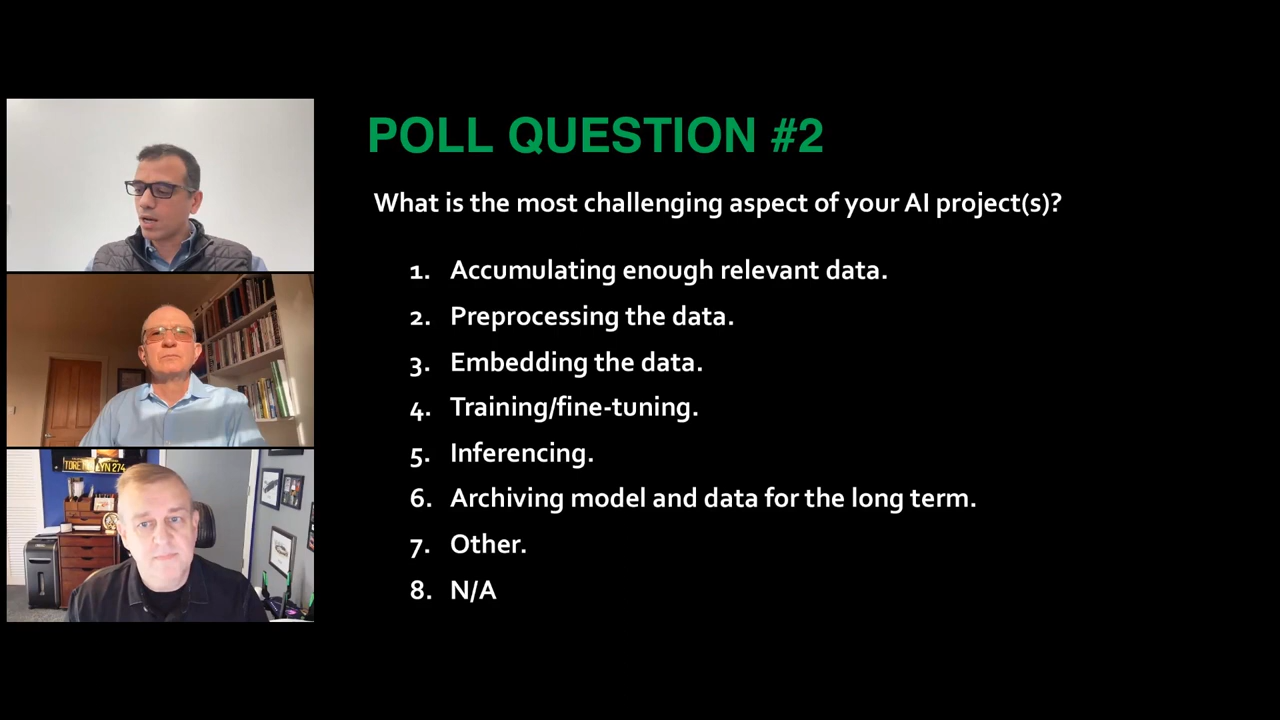 POLL QUESTION #2
What is the most challenging aspect of your AI project(s)?
1. Accumulating enough relevant data.
2. Preprocessing the data.
3. Embedding the data.
4. Training/fine-tuning.
5. Inferencing.
6. Archiving model and data for the long term.
7. Other.
8. N/A